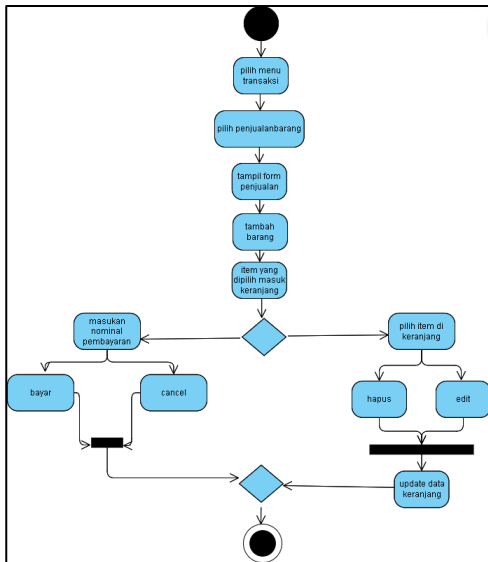 pilih menu
transaksi
pilih penjualanbarang
tampil form
penjualan
tambah
barang
item yang
dipilih masuk
keranjang
masukan
nominal
pembayaran
pilih item di
keranjang
bayar
cancel
hapus
edit
update data
keranjang